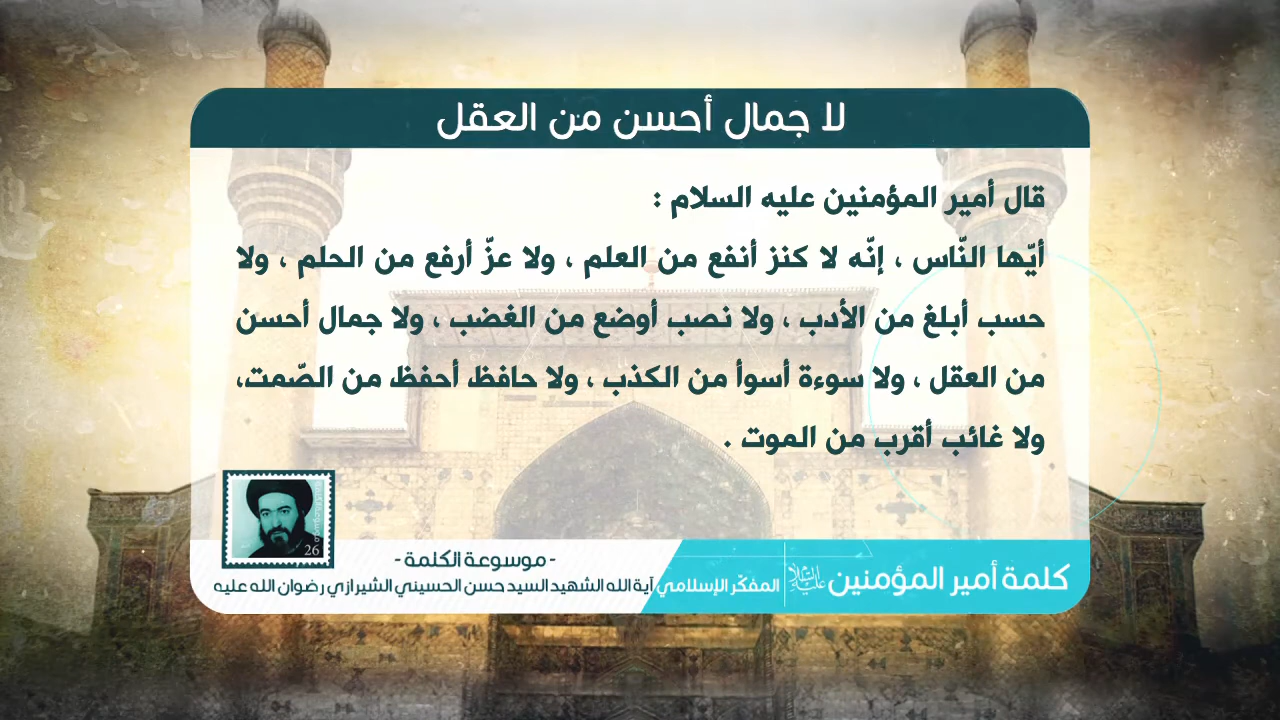 لا جمال أحسن من العقل
قال أمير المؤمنين عليه السلام :
أيّها النّاس ، إنّه لا كنز أنفع من العلم ، ولا عزّ أرفع من الحلم ، ولا
حسب أبلغ من الأدب ، ولا نصب أوضع من الغضب ، ولا جمال أحسن
من العقل ، ولا سوءة أسوأ من الكذب ، ولا حافظ أحفظ من الصّمت،
ولا غائب أقرب من الموت .
26
كلمة أمير المؤمنين عليه السلام
- موسوعة الكلمة -
المفكّر الإسلامي آية الله الشهيد السيد حسن الحسيني الشيرازي رضوان الله عليه